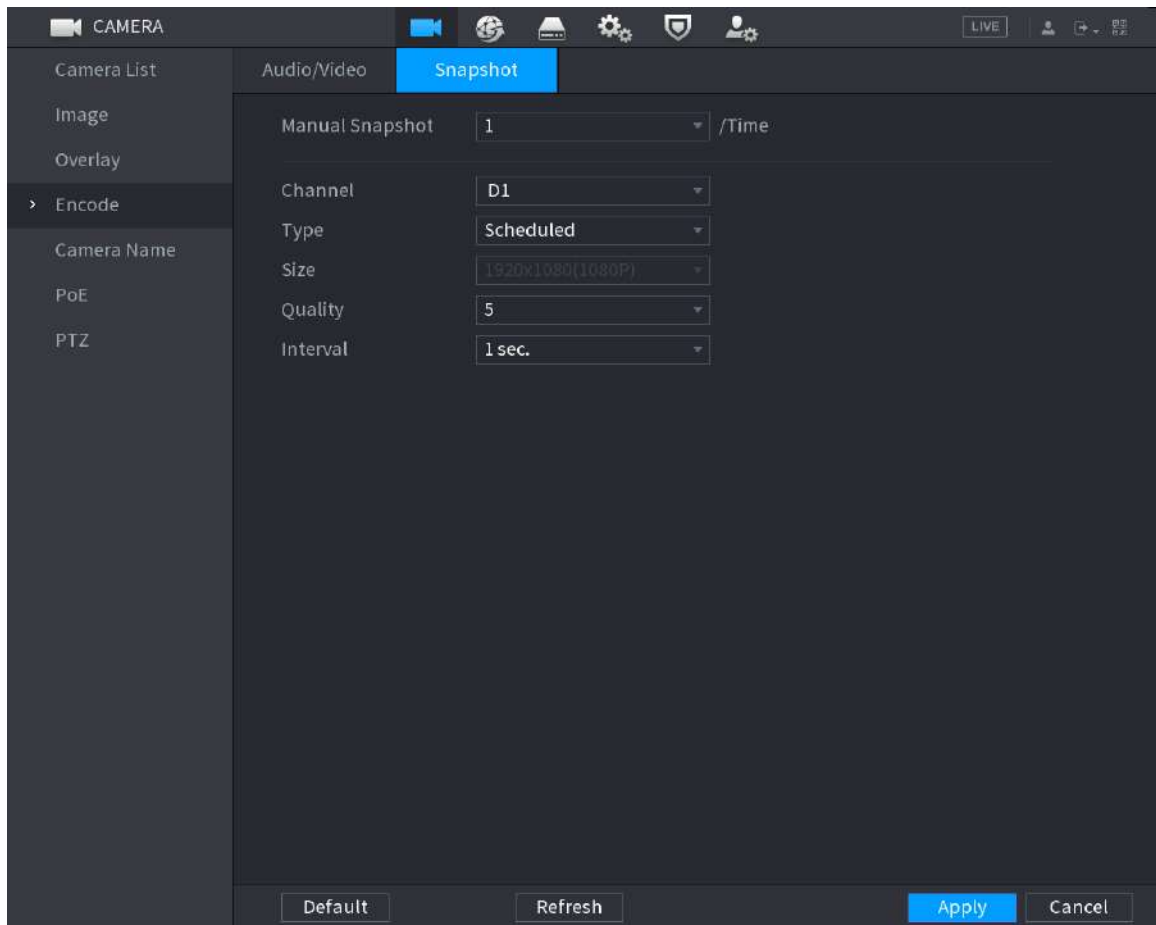 CAMERA LIVE
Camera List
Image
Overlay
> Encode
Camera Name
PoE
PTZ
Audio/Video Snapshot
Manual Snapshot 1 /Time
Channel D1
Type Scheduled
Size 1920x1080(1080P)
Quality 5
Interval 1 sec.
Default Refresh Apply Cancel